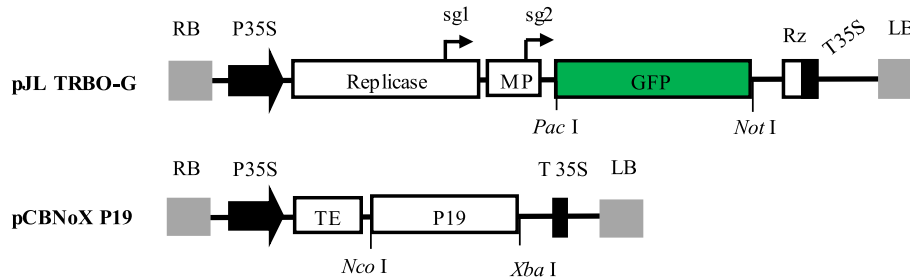 sg1 sg2
RB P35S Rz T35S LB
pJL TRBO-G Replicase MP GFP
Pac I Not I
RB P35S T 35S LB
pCBNoX P19 TE P19
Nco I Xba I